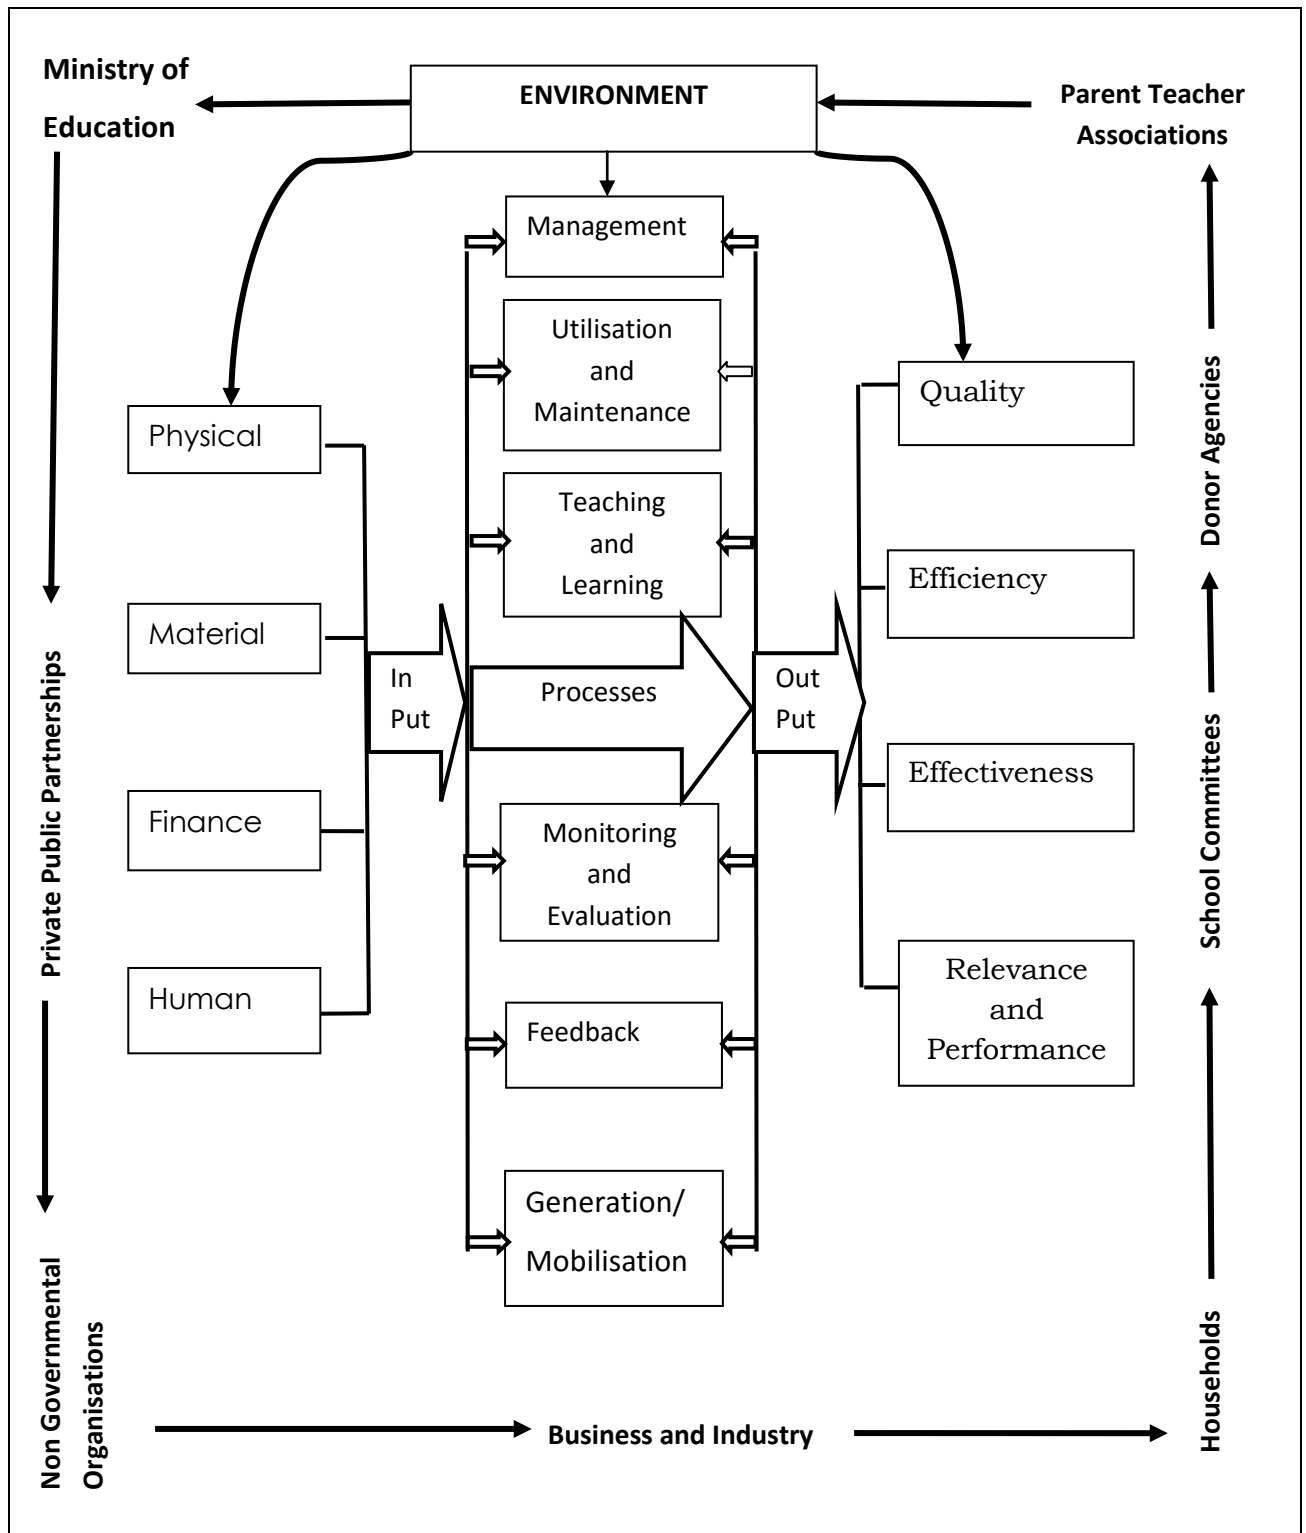 Ministry of
Education
ENVIRONMENT
Parent Teacher
Associations
Management
Utilisation
and
Maintenance
Teaching
and
Learning
Physical
Material
Finance
Human
In
Put
Processes
Out
Put
Monitoring
and
Evaluation
Feedback
Generation/
Mobilisation
Quality
Efficiency
Effectiveness
Relevance
and
Performance
Private Public Partnerships
Non Governmental
Organisations
Business and Industry
Households
School Committees
Donor Agencies